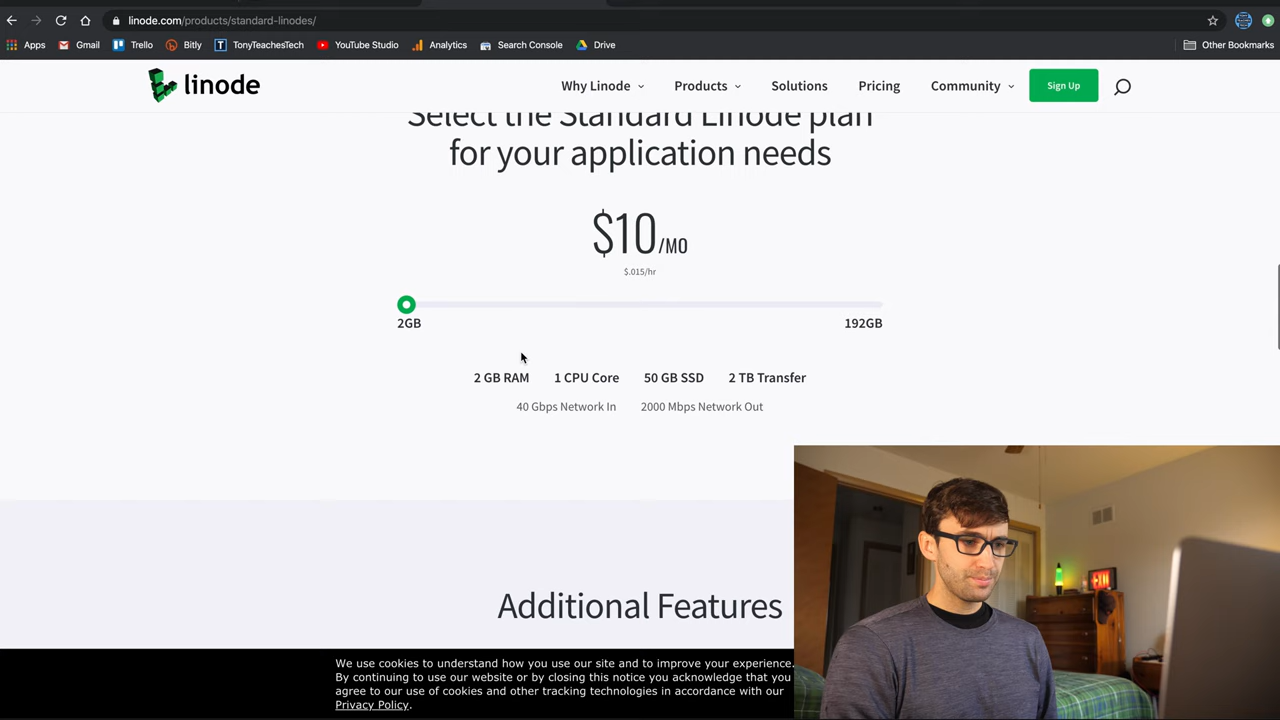 linode.com/products/standard-linodes/
Apps Gmail Trello Bitly TonyTeachesTech YouTube Studio Analytics Search Console Drive Other Bookmarks
linode Why Linode Products Solutions Pricing Community Sign Up
Select the Standard Linode plan
for your application needs
$10/MO
$.015/hr
2GB 192GB
2 GB RAM 1 CPU Core 50 GB SSD 2 TB Transfer
40 Gbps Network In 2000 Mbps Network Out
Additional Features
We use cookies to understand how you use our site and to improve your experience.
By continuing to use our website or by closing this notice you acknowledge that you
agree to our use of cookies and other tracking technologies in accordance with our
Privacy Policy.